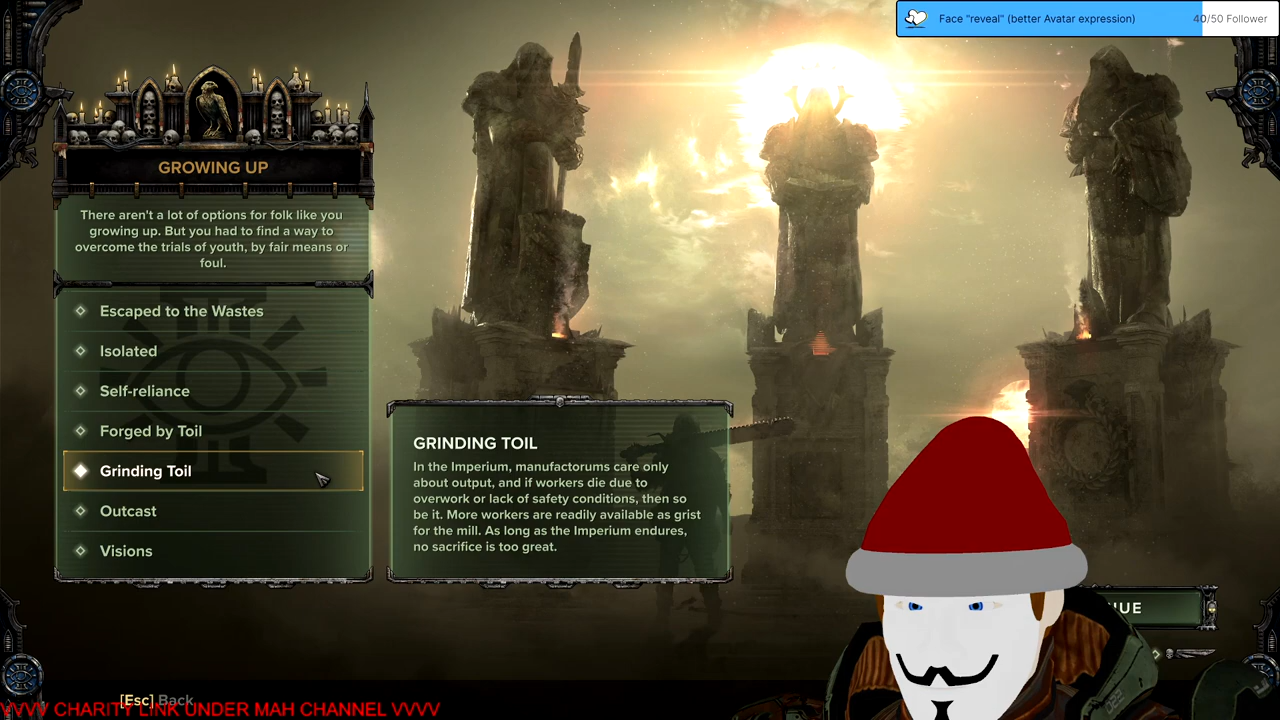 Face "reveal" (better Avatar expression)
40/50 Follower
GROWING UP
There aren't a lot of options for folk like you
growing up. But you had to find a way to
overcome the trials of youth, by fair means or
foul.
Escaped to the Wastes
Isolated
Self-reliance
Forged by Toil
Grinding Toil
Outcast
Visions
GRINDING TOIL
In the Imperium, manufactorums care only
about output, and if workers die due to
overwork or lack of safety conditions, then so
be it. More workers are readily available as grist
for the mill. As long as the Imperium endures,
no sacrifice is too great.
UE
[Esc] Back
VVVV CHARITY LINK UNDER MAH CHANNEL VVVV